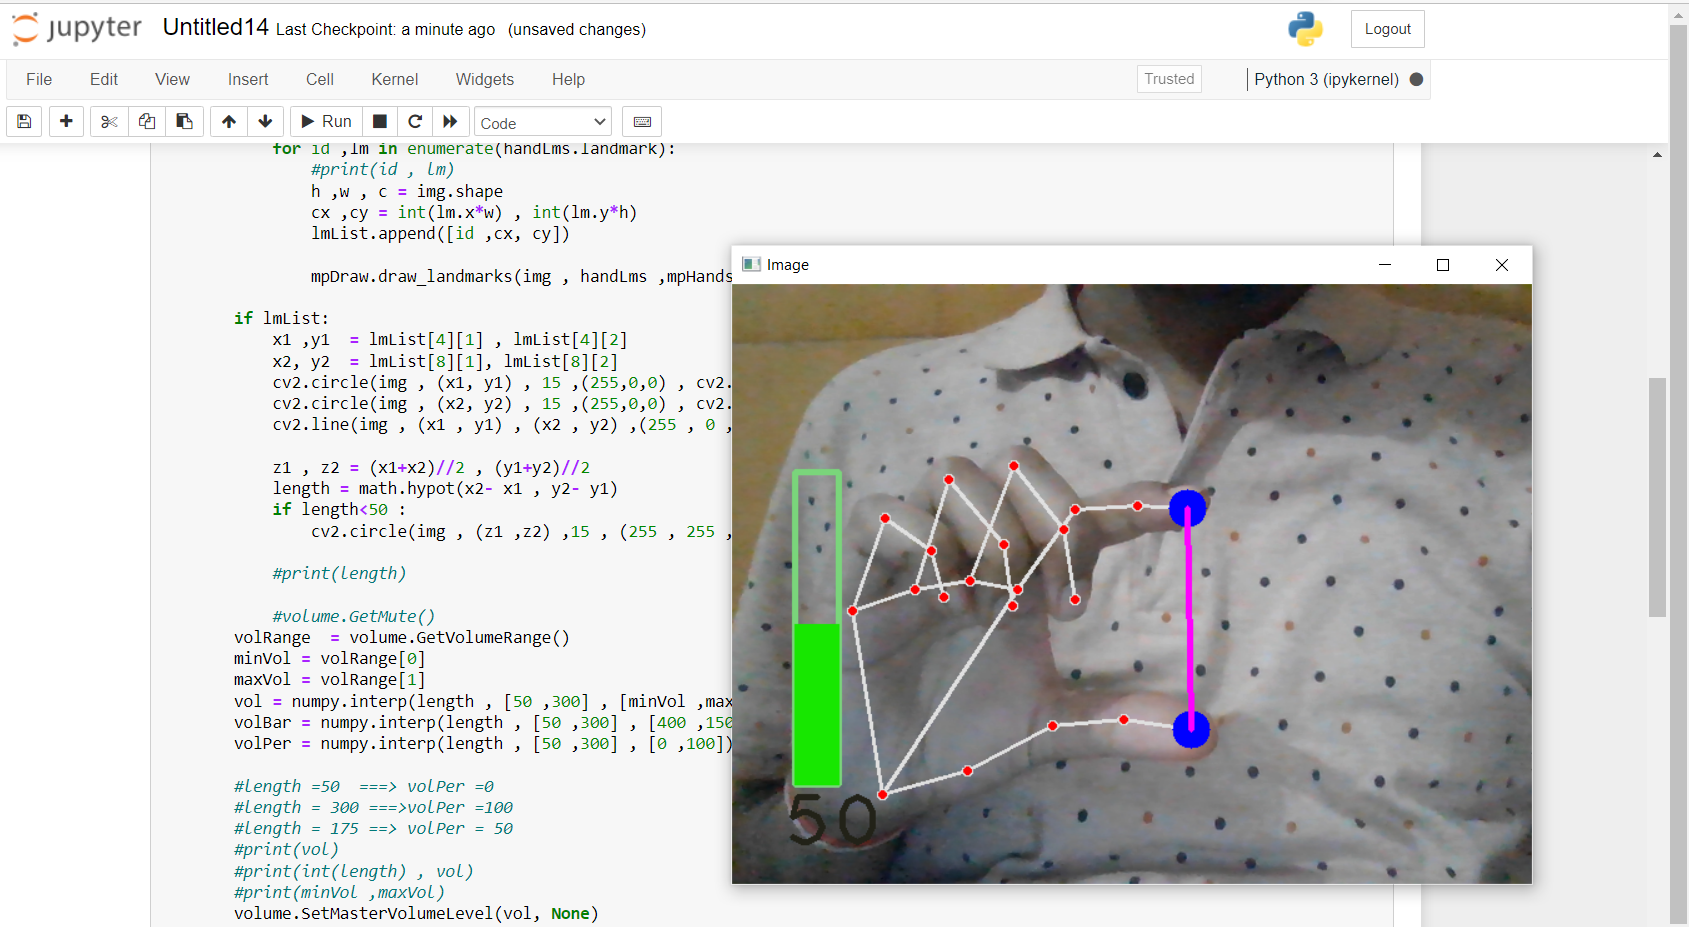 jupyter Untitled14 Last Checkpoint: a minute ago (unsaved changes) Logout
File Edit View Insert Cell Kernel Widgets Help Trusted Python 3 (ipykernel)
Run Code
for id ,lm in enumerate(handLms.landmark):
#print(id , lm)
h ,w , c = img.shape
cx ,cy = int(lm.x*w) , int(lm.y*h)
lmList.append([id ,cx, cy])
mpDraw.draw_landmarks(img , handLms ,mpHands
if lmList:
x1 ,y1  = lmList[4][1] , lmList[4][2]
x2, y2  = lmList[8][1], lmList[8][2]
cv2.circle(img , (x1, y1) , 15 ,(255,0,0) , cv2.
cv2.circle(img , (x2, y2) , 15 ,(255,0,0) , cv2.
cv2.line(img , (x1 , y1) , (x2 , y2) ,(255 , 0 ,
z1 , z2 = (x1+x2)//2 , (y1+y2)//2
length = math.hypot(x2- x1 , y2- y1)
if length<50 :
cv2.circle(img , (z1 ,z2) ,15 , (255 , 255 ,
#print(length)
#volume.GetMute()
volRange  = volume.GetVolumeRange()
minVol = volRange[0]
maxVol = volRange[1]
vol = numpy.interp(length , [50 ,300] , [minVol ,max
volBar = numpy.interp(length , [50 ,300] , [400 ,150
volPer = numpy.interp(length , [50 ,300] , [0 ,100])
#length =50  ===> volPer =0
#length = 300 ===>volPer =100
#length = 175 ==> volPer = 50
#print(vol)
#print(int(length) , vol)
#print(minVol ,maxVol)
volume.SetMasterVolumeLevel(vol, None)
Image
50